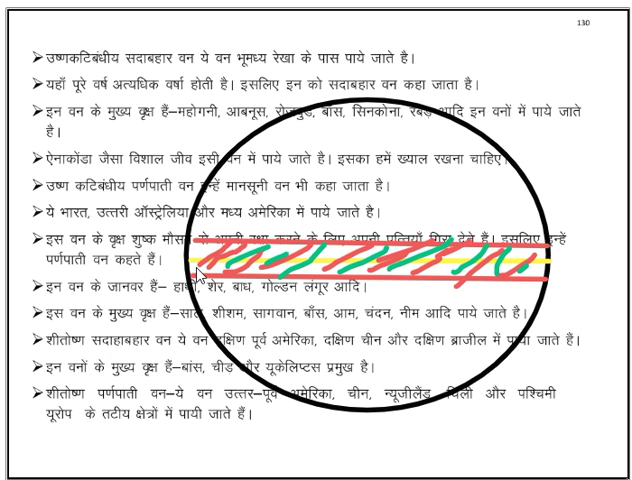 130
➢उष्णकटिबंधीय सदाबहार वन ये वन भूमध्य रेखा के पास पाये जाते है।
➢यहाँ पूरे वर्ष अत्यधिक वर्षा होती है। इसलिए इन को सदाबहार वन कहा जाता है।
➢इन वन के मुख्य वृक्ष हैं–महोगनी, आबनूस, रोजवुड, बांस, सिनकोना, रबड़ आदि इन वनों में पाये जाते
है।
➢ऐनाकोंडा जैसा विशाल जीव इसी वन में पाये जाते है। इसका हमें ख्याल रखना चाहिए।
➢उष्ण कटिबंधीय पर्णपाती वन इन्हें मानसूनी वन भी कहा जाता है।
➢ये भारत, उत्तरी ऑस्ट्रेलिया और मध्य अमेरिका में पाये जाते है।
➢इस वन के वृक्ष शुष्क मौसम से अपनी रक्षा करने के लिए अपनी पत्तियाँ गिरा देते हैं। इसलिए इन्हें
पर्णपाती वन कहते हैं।
➢इन वन के जानवर हैं– हाथी, शेर, बाघ, गोल्डन लंगूर आदि।
➢इस वन के मुख्य वृक्ष हैं–साल, शीशम, सागवान, बाँस, आम, चंदन, नीम आदि पाये जाते है।
➢शीतोष्ण सदाहाबहार वन ये वन दक्षिण पूर्व अमेरिका, दक्षिण चीन और दक्षिण ब्राजील में पाया जाते हैं।
➢इन वनों के मुख्य वृक्ष हैं–बांस, चीड़ और यूकेलिप्टस प्रमुख है।
➢शीतोष्ण पर्णपाती वन–ये वन उत्तर–पूर्व अमेरिका, चीन, न्यूजीलैंड, चिली और पश्चिमी
यूरोप के तटीय क्षेत्रों में पायी जाते हैं।